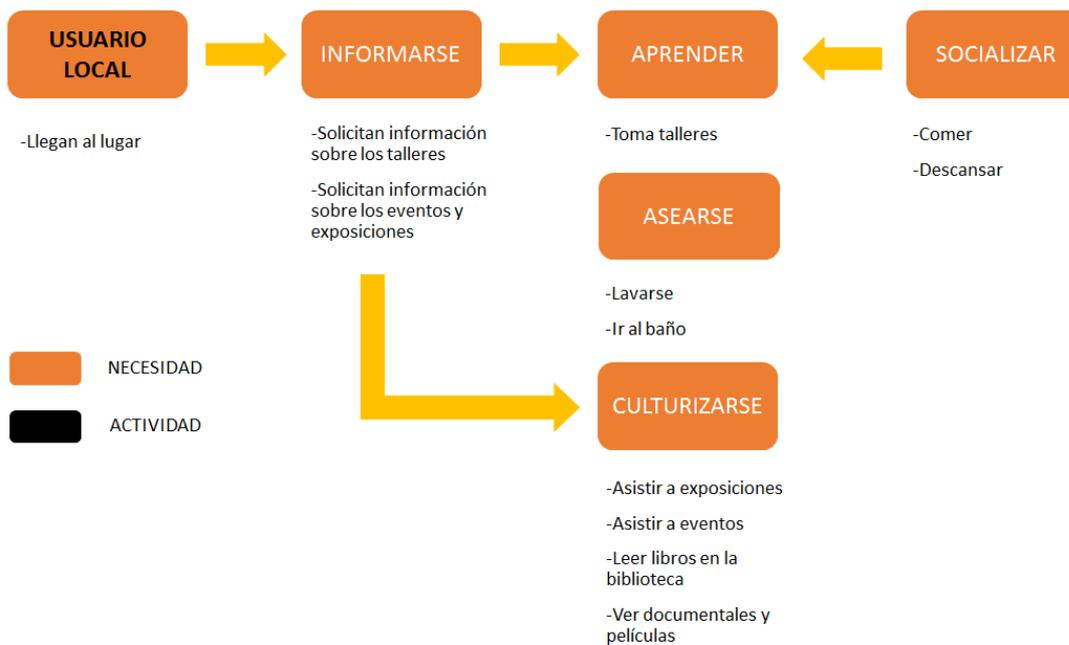 USUARIO
LOCAL
-Llegan al lugar
INFORMARSE
-Solicitan información
sobre los talleres
-Solicitan información
sobre los eventos y
exposiciones
APRENDER
-Toma talleres
ASEARSE
-Lavarse
-Ir al baño
CULTURIZARSE
-Asistir a exposiciones
-Asistir a eventos
-Leer libros en la
biblioteca
-Ver documentales y
películas
SOCIALIZAR
-Comer
-Descansar
NECESIDAD
ACTIVIDAD